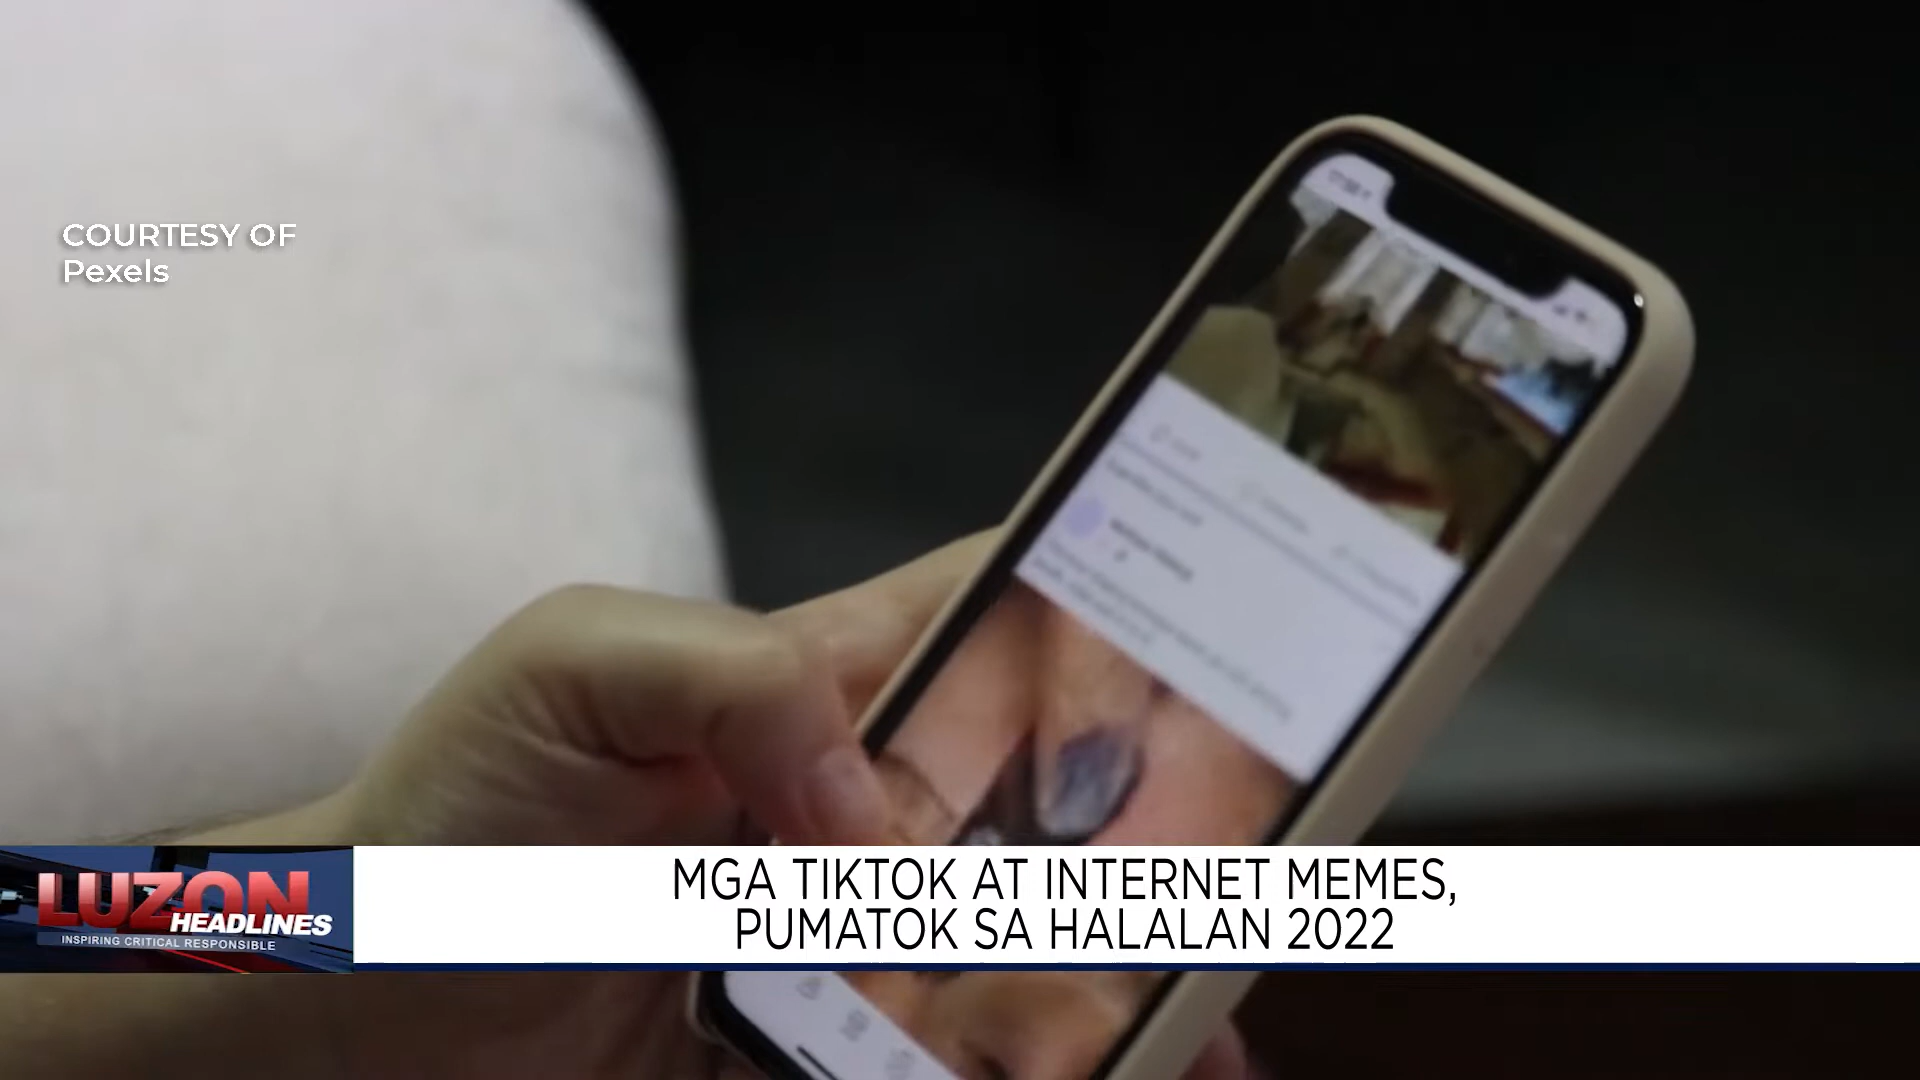 COURTESY OF
Pexels
LUZON
HEADLINES
INSPIRING CRITICAL RESPONSIBLE
MGA TIKTOK AT INTERNET MEMES,
PUMATOK SA HALALAN 2022